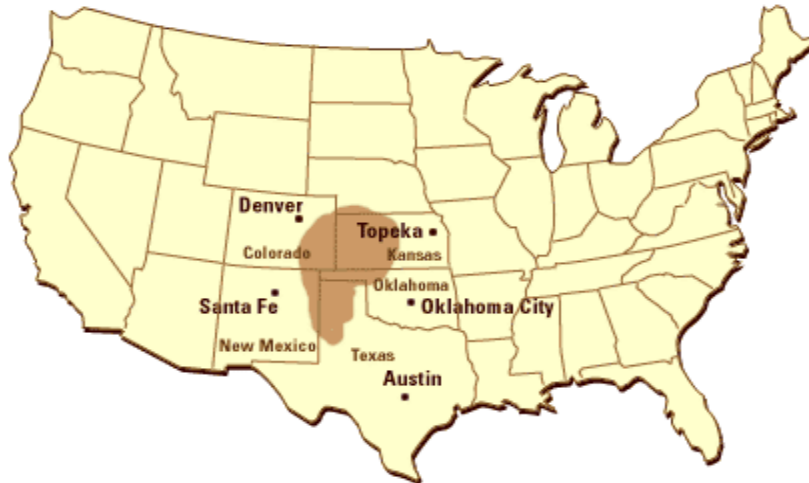 Denver
Topeka
Colorado
Kansas
Oklahoma
Santa Fe
Oklahoma City
New Mexico
Texas
Austin